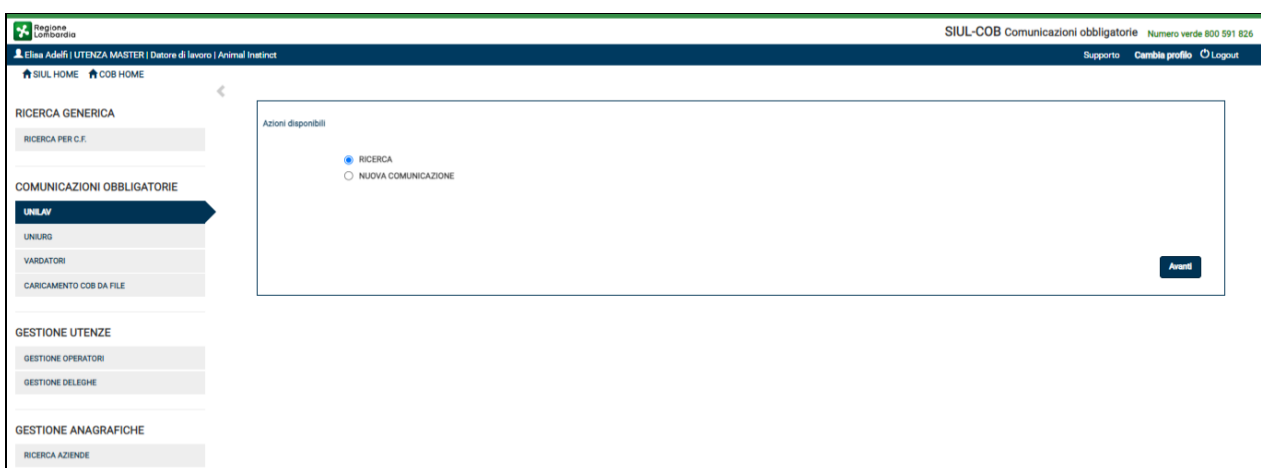 Regione
Lombardia
SIUL-COB Comunicazioni obbligatorie Numero verde 800 591 826
Elisa Adelfi | UTENZA MASTER | Datore di lavoro | Animal Instinct
Supporto Cambia profilo Logout
SIUL HOME COB HOME
RICERCA GENERICA
RICERCA PER C.F.
COMUNICAZIONI OBBLIGATORIE
UNILAV
UNIURG
VARDATORI
CARICAMENTO COB DA FILE
GESTIONE UTENZE
GESTIONE OPERATORI
GESTIONE DELEGHE
GESTIONE ANAGRAFICHE
RICERCA AZIENDE
Azioni disponibili
RICERCA
NUOVA COMUNICAZIONE
Avanti